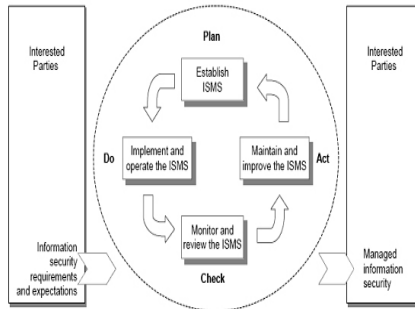 Interested
Parties
Information
security
requirements
and expectations
Plan
Establish
ISMS
Do
Implement and
operate the ISMS
Maintain and
improve the ISMS
Act
Monitor and
review the ISMS
Check
Interested
Parties
Managed
information
security